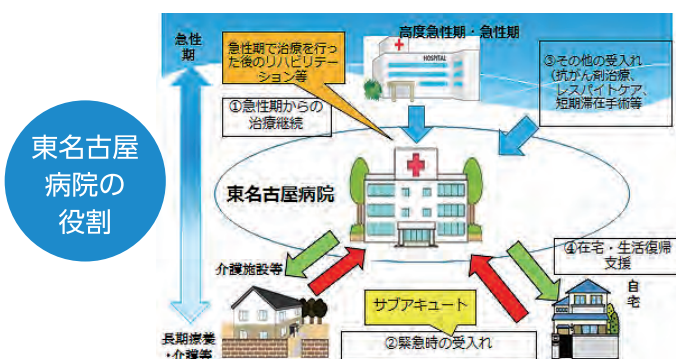 東名古屋
病院の
役割
急性
期
急性期で治療を行っ
た後のリハビリテー
ション等
高度急性期・急性期
HOSPITAL
③その他の受入れ
(抗がん剤治療、
レスパイトケア、
短期滞在手術等
①急性期からの
治療継続
東名古屋病院
④在宅・生活復帰
支援
介護施設等
自
宅
サブアキュート
②緊急時の受入れ
長期療養
・介護等